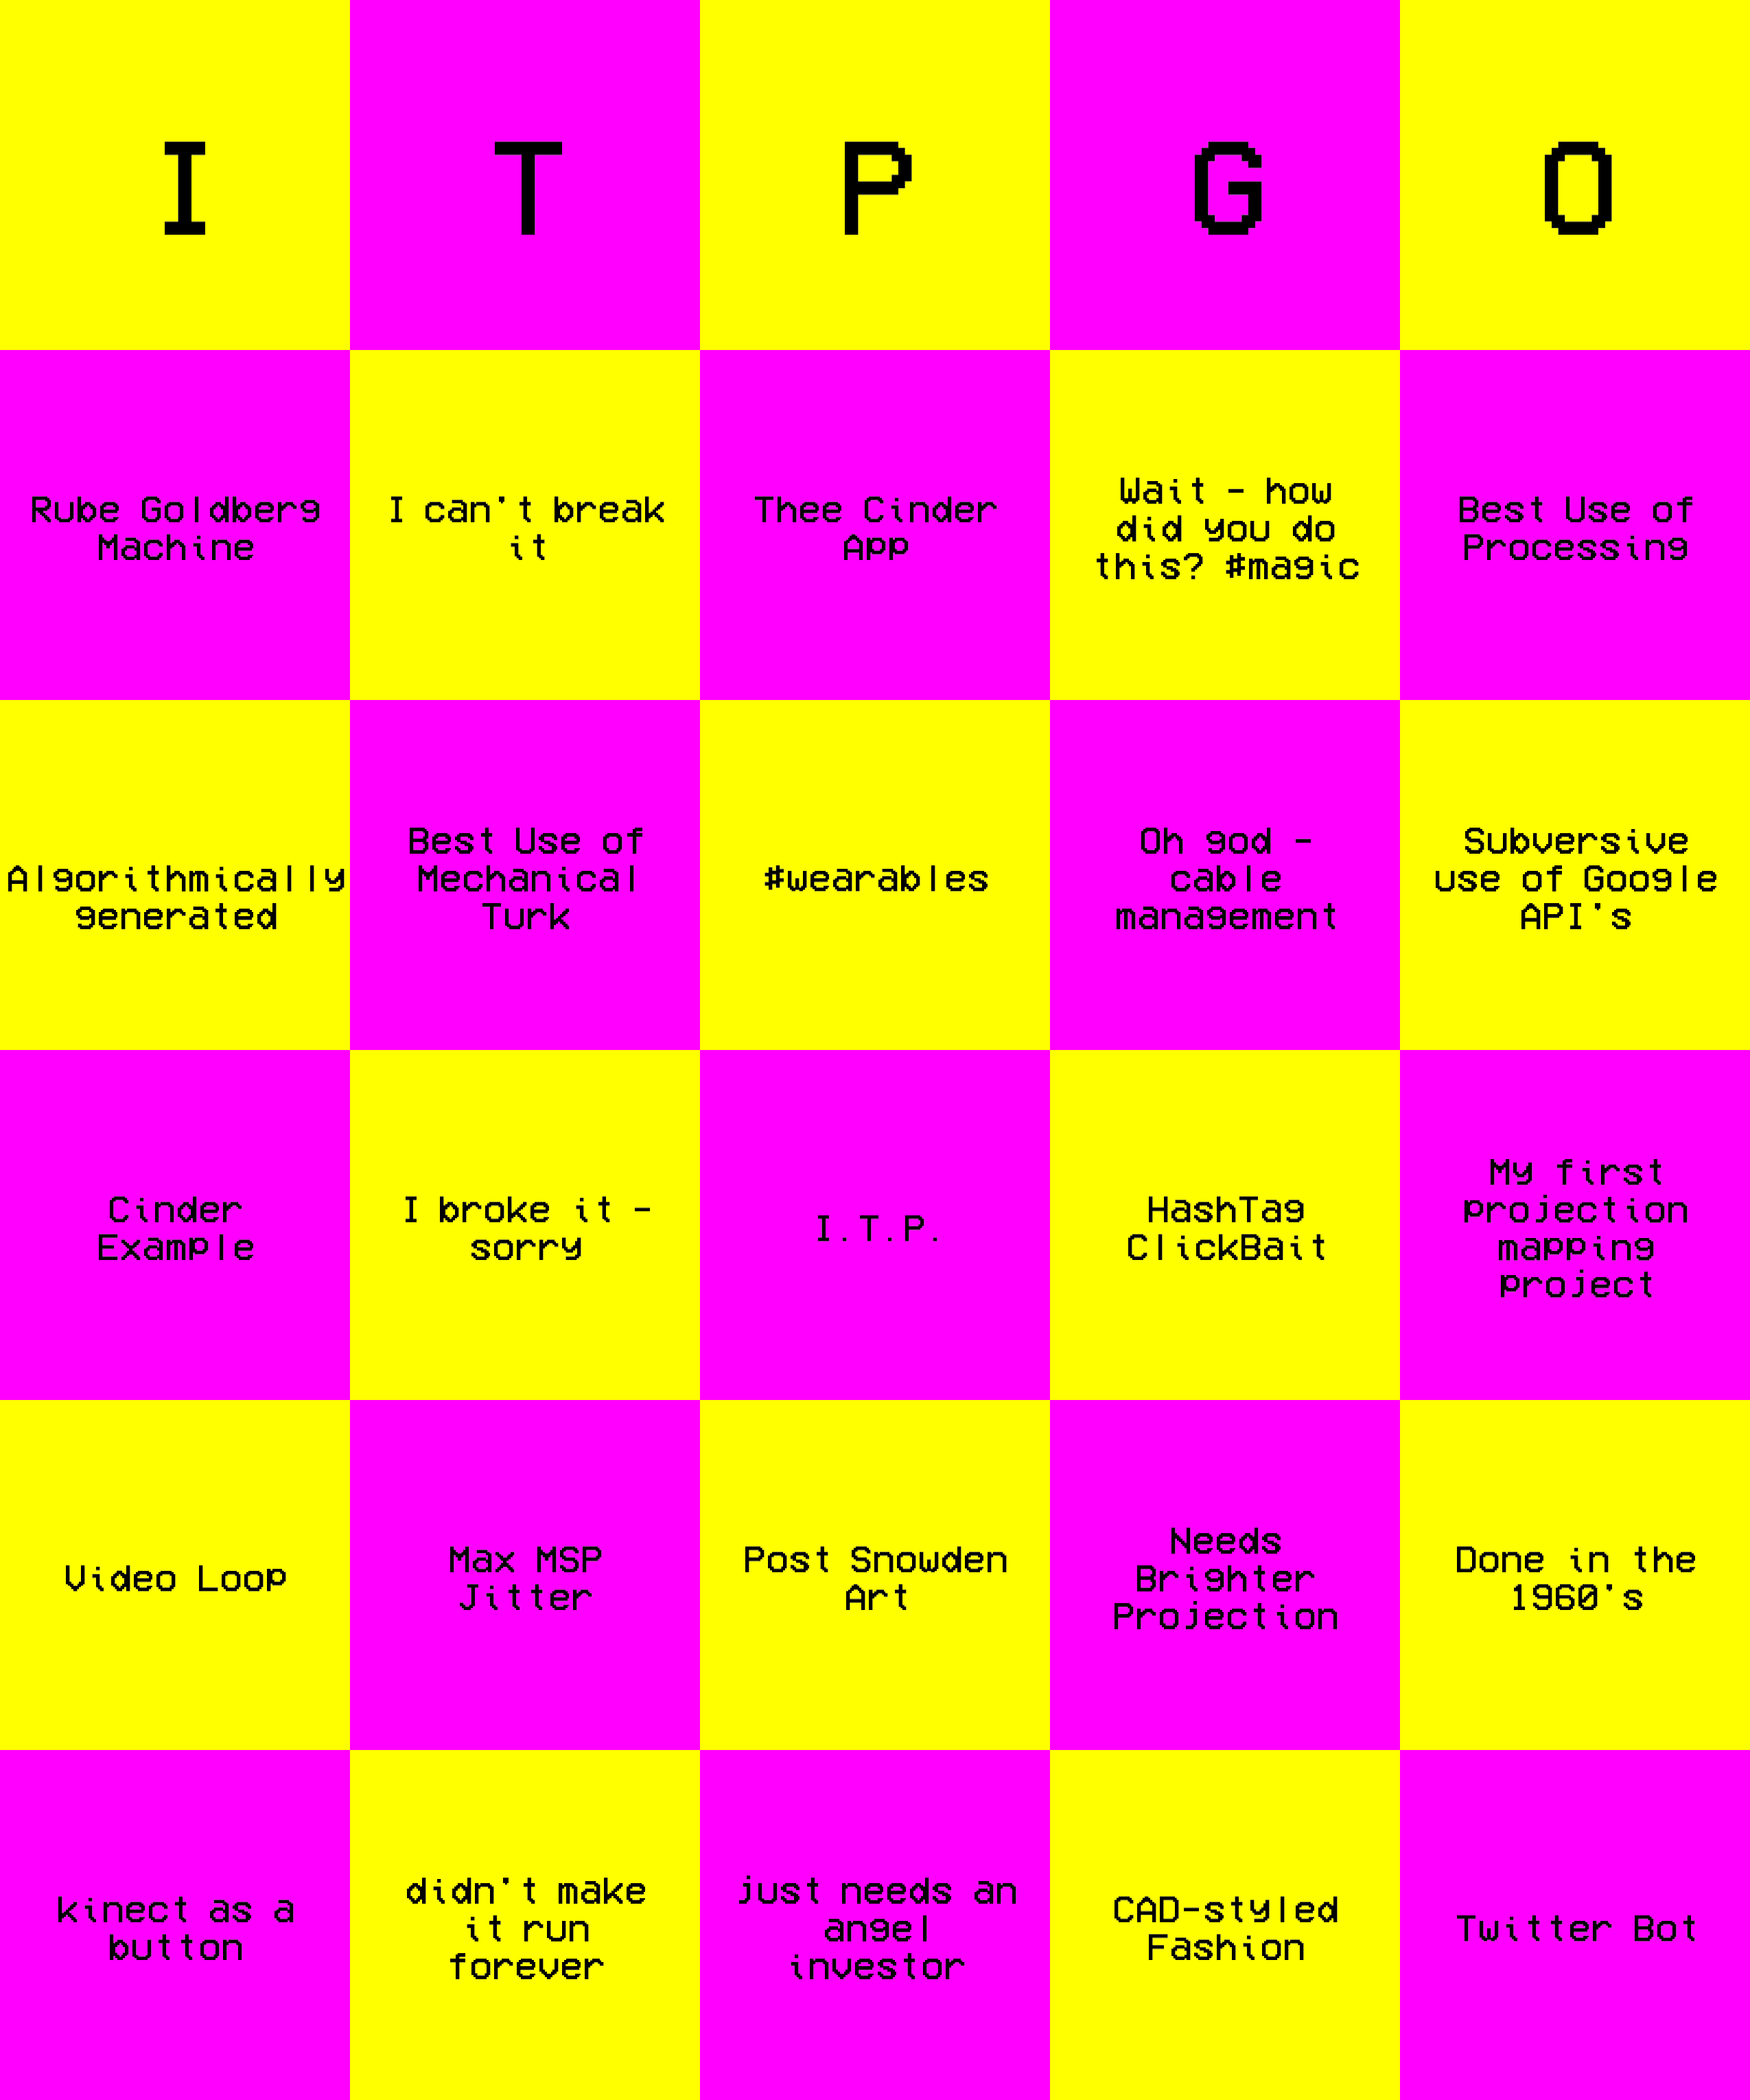 I T P G O
Rube Goldberg
Machine
I can't break
it
Thee Cinder
App
Wait - how
did you do
this? #magic
Best Use of
Processing
Algorithmically
generated
Best Use of
Mechanical
Turk
#wearables
Oh god -
cable
management
Subversive
use of Google
API's
Cinder
Example
I broke it -
sorry
I.T.P.
HashTag
ClickBait
My first
projection
mapping
project
Video Loop
Max MSP
Jitter
Post Snowden
Art
Needs
Brighter
Projection
Done in the
1960's
kinect as a
button
didn't make
it run
forever
just needs an
angel
investor
CAD-styled
Fashion
Twitter Bot